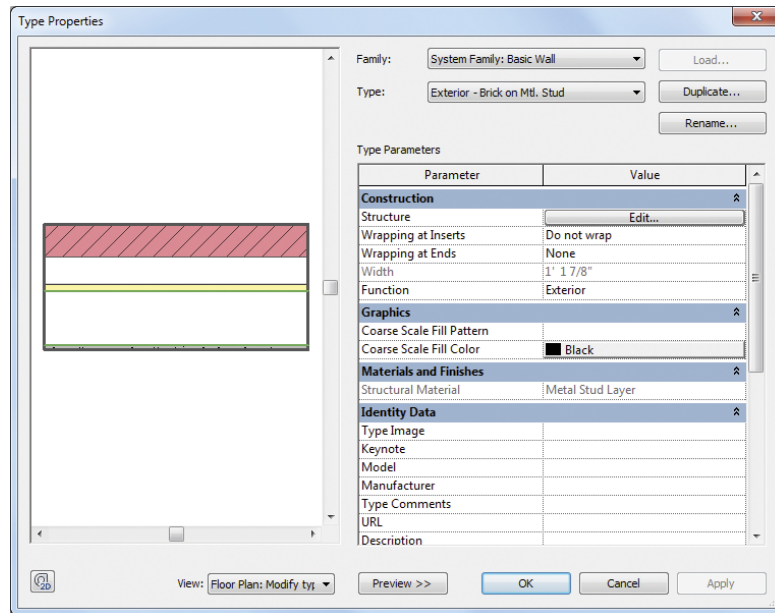 Type Properties
Family: System Family: Basic Wall Load...
Type: Exterior - Brick on Mtl. Stud Duplicate...
Rename...
Type Parameters
Parameter Value
Construction
Structure Edit...
Wrapping at Inserts Do not wrap
Wrapping at Ends None
Width 1' 1 7/8"
Function Exterior
Graphics
Coarse Scale Fill Pattern
Coarse Scale Fill Color Black
Materials and Finishes
Structural Material Metal Stud Layer
Identity Data
Type Image
Keynote
Model
Manufacturer
Type Comments
URL
Description
2D View: Floor Plan: Modify typ Preview >> OK Cancel Apply